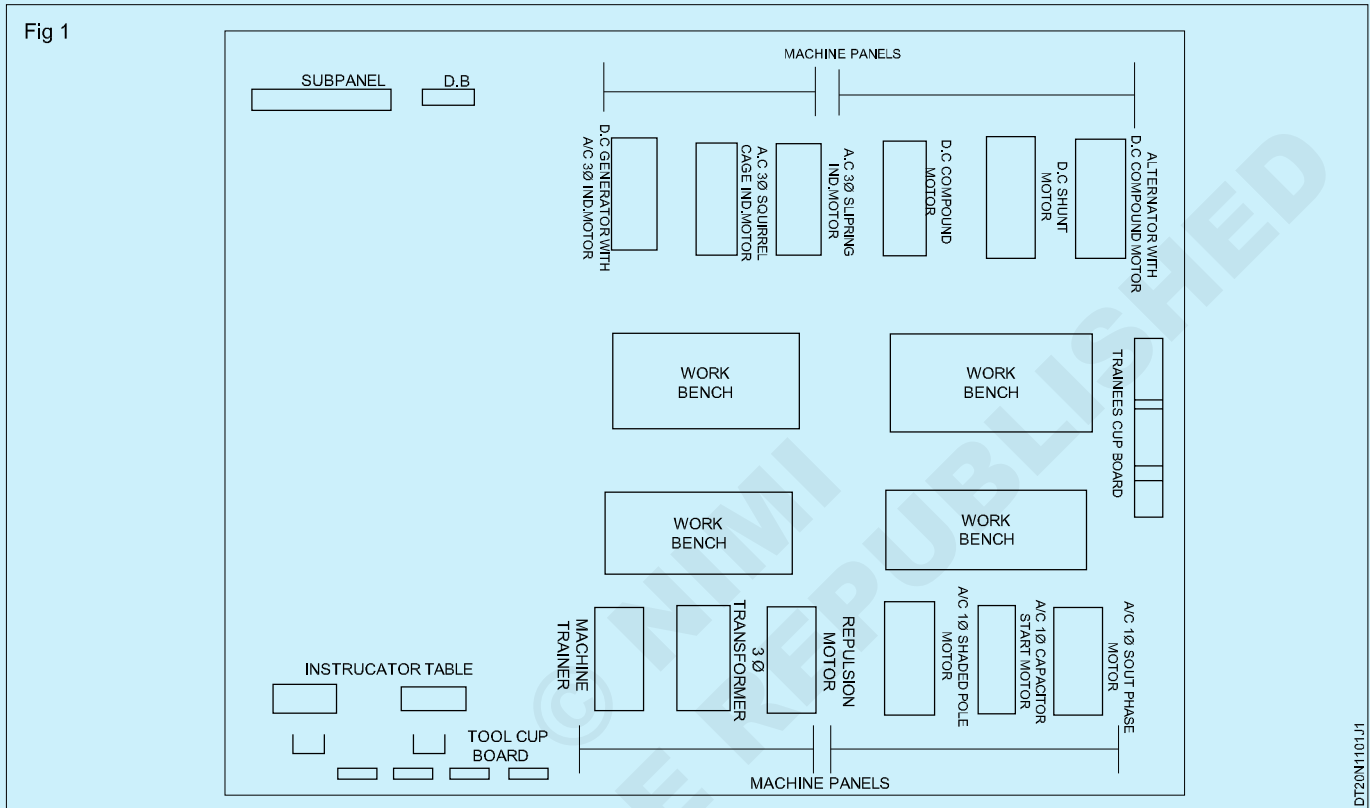 Fig 1
MACHINE PANELS
SUBPANEL
D.B
D.C GENERATOR WITH
A/C 3Ø IND.MOTOR
A.C 3Ø SQUIRREL
CAGE IND.MOTOR
A.C 3Ø SLIPRING
IND.MOTOR
D.C COMPOUND
MOTOR
D.C SHUNT
MOTOR
ALTERNATOR WITH
D.C COMPOUND MOTOR
WORK
BENCH
WORK
BENCH
TRAINEES CUP BOARD
WORK
BENCH
WORK
BENCH
MACHINE
TRAINER
3Ø
TRANSFORMER
REPULSION
MOTOR
A/C 1Ø SHADED POLE
MOTOR
A/C 1Ø CAPACITOR
START MOTOR
A/C 1Ø SOUT PHASE
MOTOR
INSTRUCATOR TABLE
TOOL CUP
BOARD
MACHINE PANELS
DT20N1101J1
© NIMI
E REPUBLISHED